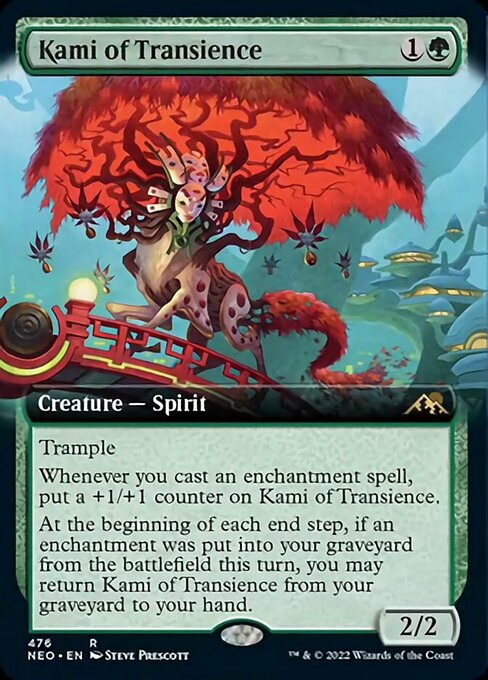 Kami of Transience 1
Creature — Spirit
Trample
Whenever you cast an enchantment spell,
put a +1/+1 counter on Kami of Transience.
At the beginning of each end step, if an
enchantment was put into your graveyard
from the battlefield this turn, you may
return Kami of Transience from your
graveyard to your hand.
2/2
476 R
NEO • EN Steve Prescott
™ & © 2022 Wizards of the Coast